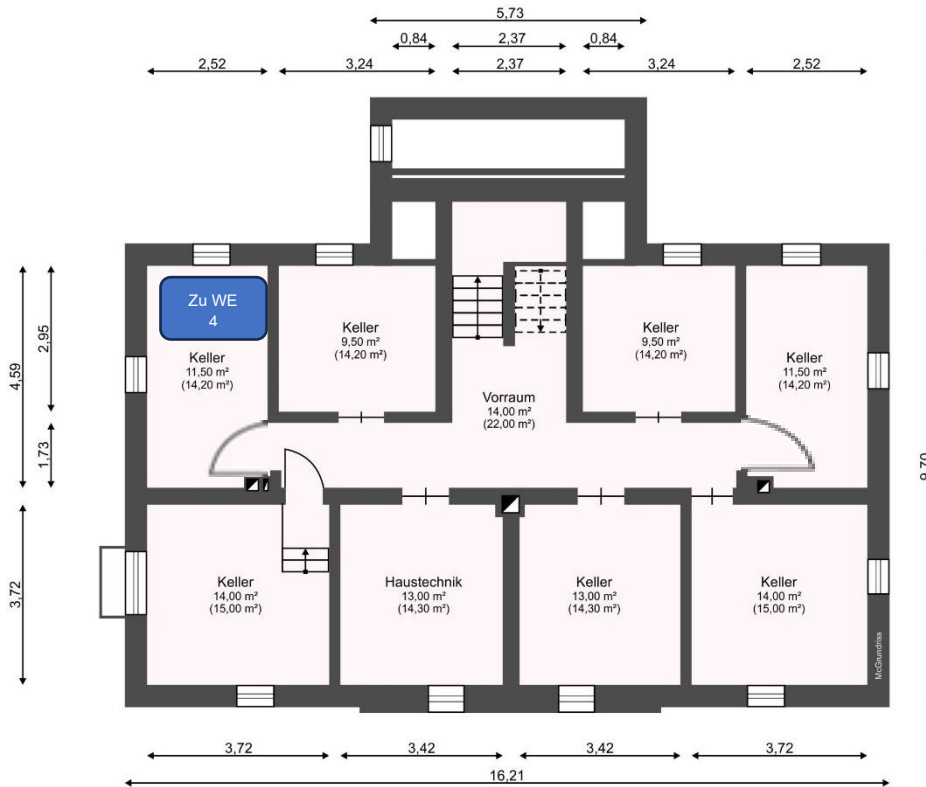 5,73
0,84
2,37
0,84
2,52
3,24
2,37
3,24
2,52
Zu WE
4
Keller
11,50 m²
(14,20 m²)
Keller
9,50 m²
(14,20 m²)
Vorraum
14,00 m²
(22,00 m²)
Keller
9,50 m²
(14,20 m²)
Keller
11,50 m²
(14,20 m²)
4,59
2,95
1,73
3,72
9,70
Keller
14,00 m²
(15,00 m²)
Haustechnik
13,00 m²
(14,30 m²)
Keller
13,00 m²
(14,30 m²)
Keller
14,00 m²
(15,00 m²)
McGrundriss
3,72
3,42
3,42
3,72
16,21